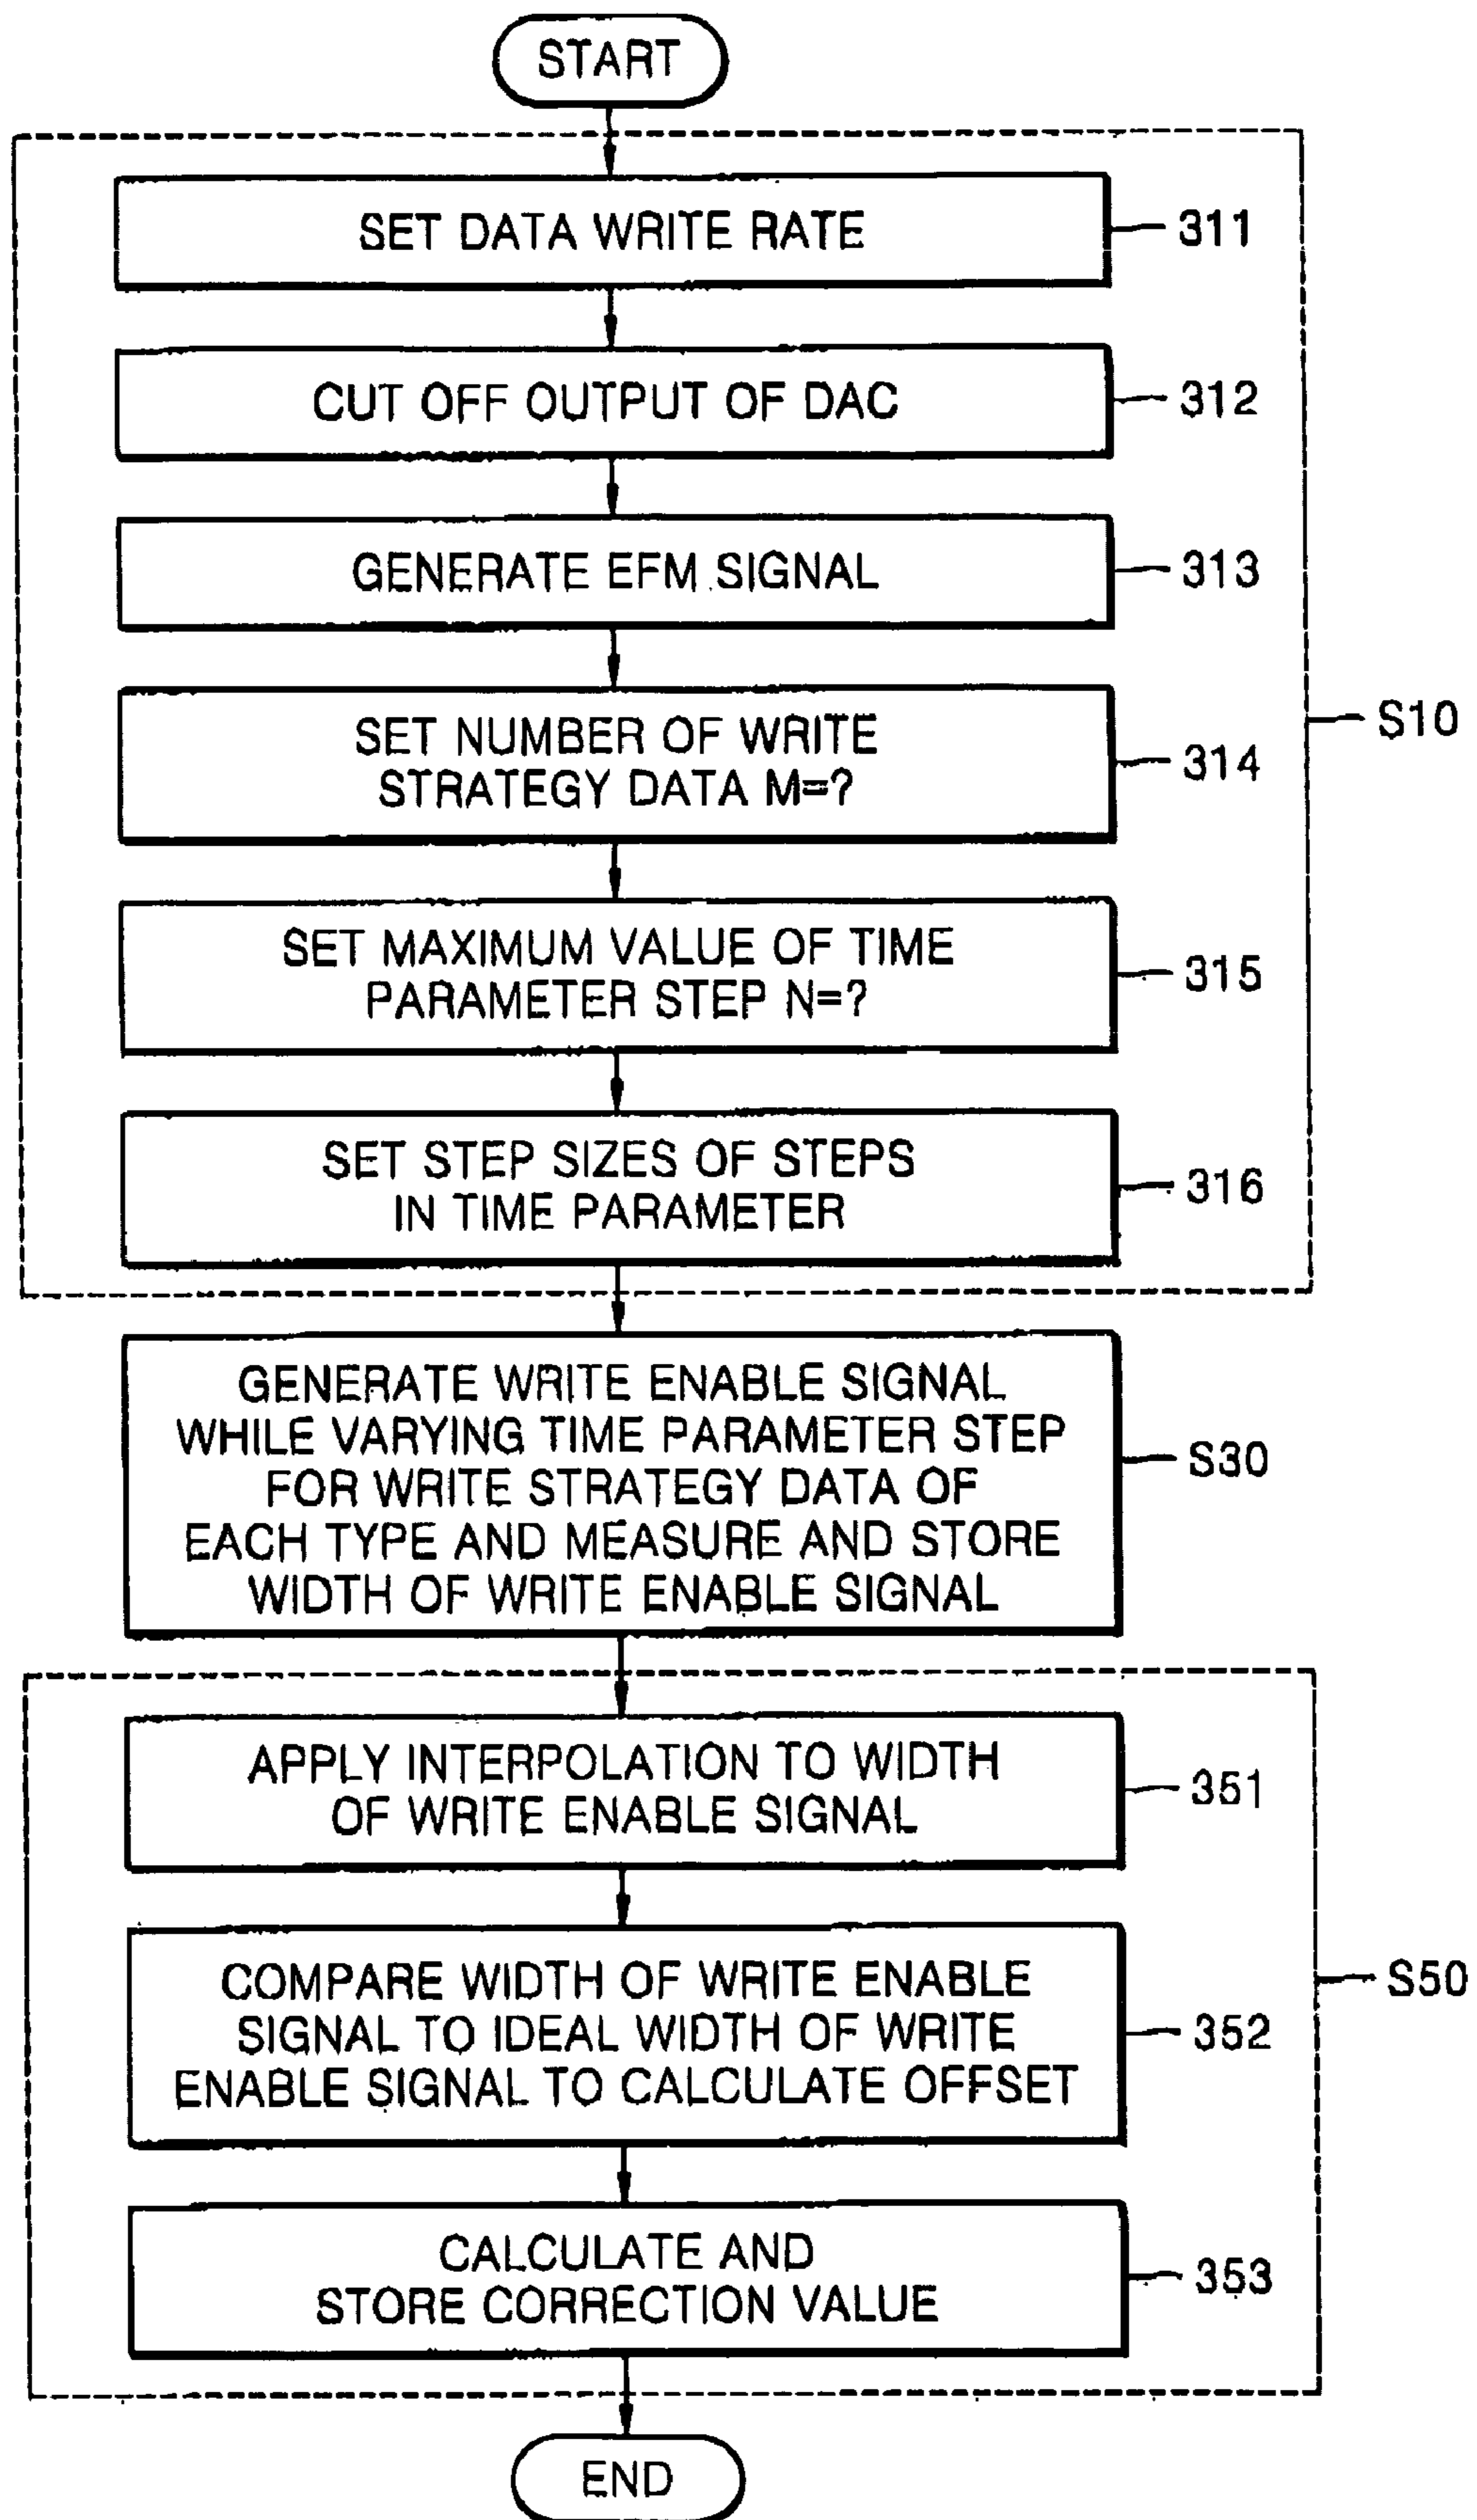 START
SET DATA WRITE RATE
311
CUT OFF OUTPUT OF DAC
312
GENERATE EFM SIGNAL
313
SET NUMBER OF WRITE
STRATEGY DATA M=?
314
S10
SET MAXIMUM VALUE OF TIME
PARAMETER STEP N=?
315
SET STEP SIZES OF STEPS
IN TIME PARAMETER
316
GENERATE WRITE ENABLE SIGNAL
WHILE VARYING TIME PARAMETER STEP
FOR WRITE STRATEGY DATA OF
EACH TYPE AND MEASURE AND STORE
WIDTH OF WRITE ENABLE SIGNAL
S30
APPLY INTERPOLATION TO WIDTH
OF WRITE ENABLE SIGNAL
351
COMPARE WIDTH OF WRITE ENABLE
SIGNAL TO IDEAL WIDTH OF WRITE
ENABLE SIGNAL TO CALCULATE OFFSET
352
S50
CALCULATE AND
STORE CORRECTION VALUE
353
END